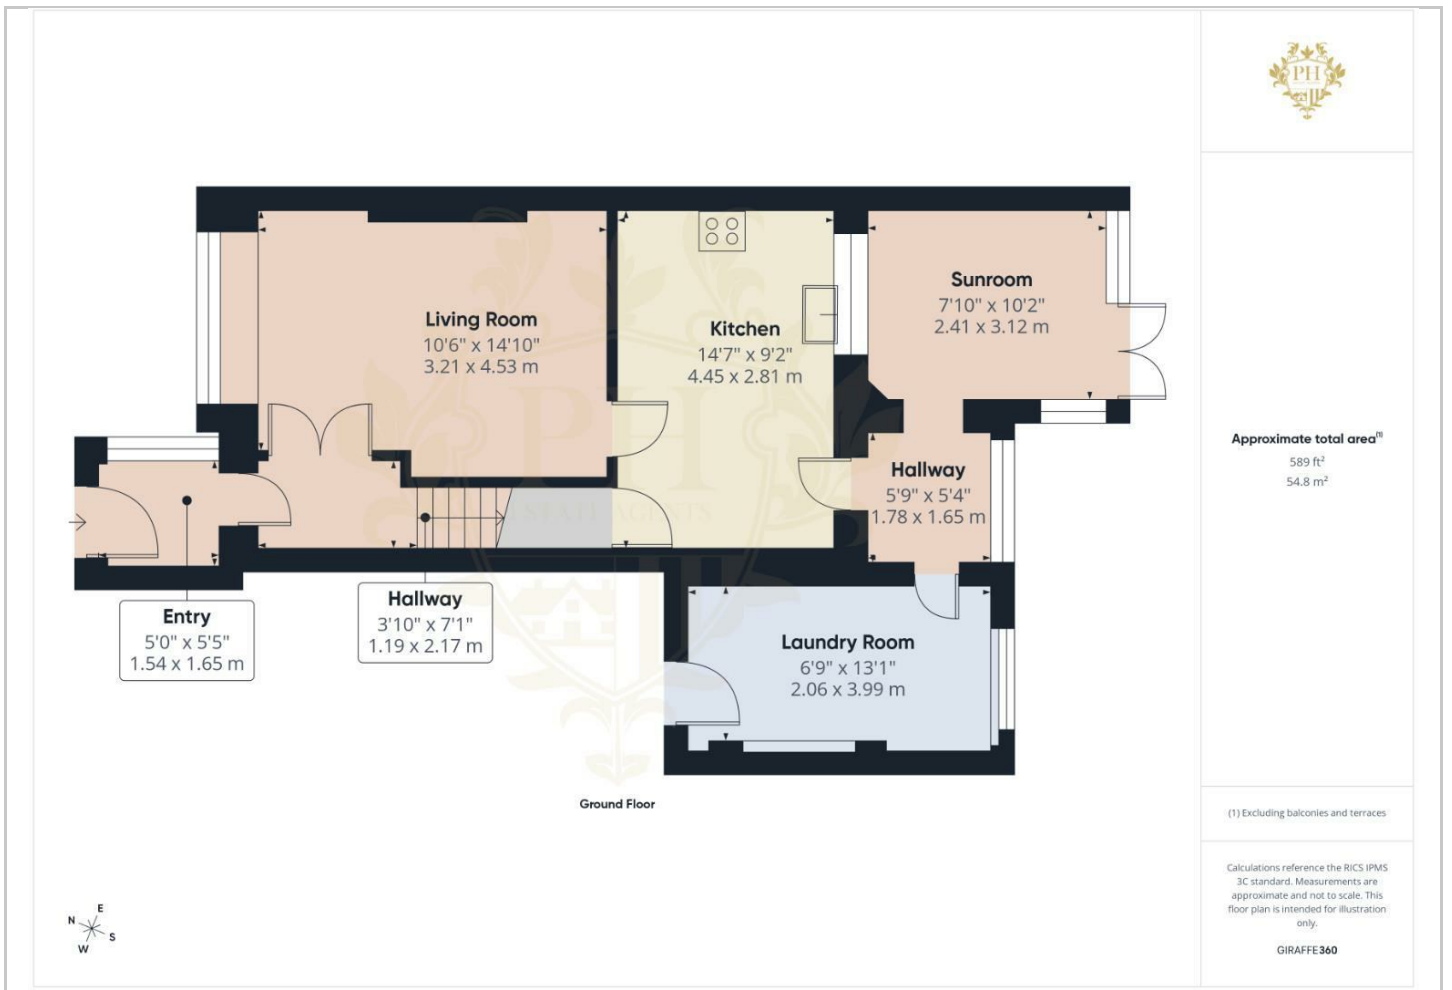 PH
Living Room
10'6" x 14'10"
3.21 x 4.53 m
Kitchen
14'7" x 9'2"
4.45 x 2.81 m
Sunroom
7'10" x 10'2"
2.41 x 3.12 m
Hallway
5'9" x 5'4"
1.78 x 1.65 m
Entry
5'0" x 5'5"
1.54 x 1.65 m
Hallway
3'10" x 7'1"
1.19 x 2.17 m
Laundry Room
6'9" x 13'1"
2.06 x 3.99 m
PH
ESTATE AGENTS
Ground Floor
N
E
S
W
Approximate total area(1)
589 ft²
54.8 m²
(1) Excluding balconies and terraces
Calculations reference the RICS IPMS
3C standard. Measurements are
approximate and not to scale. This
floor plan is intended for illustration
only.
GIRAFFE360